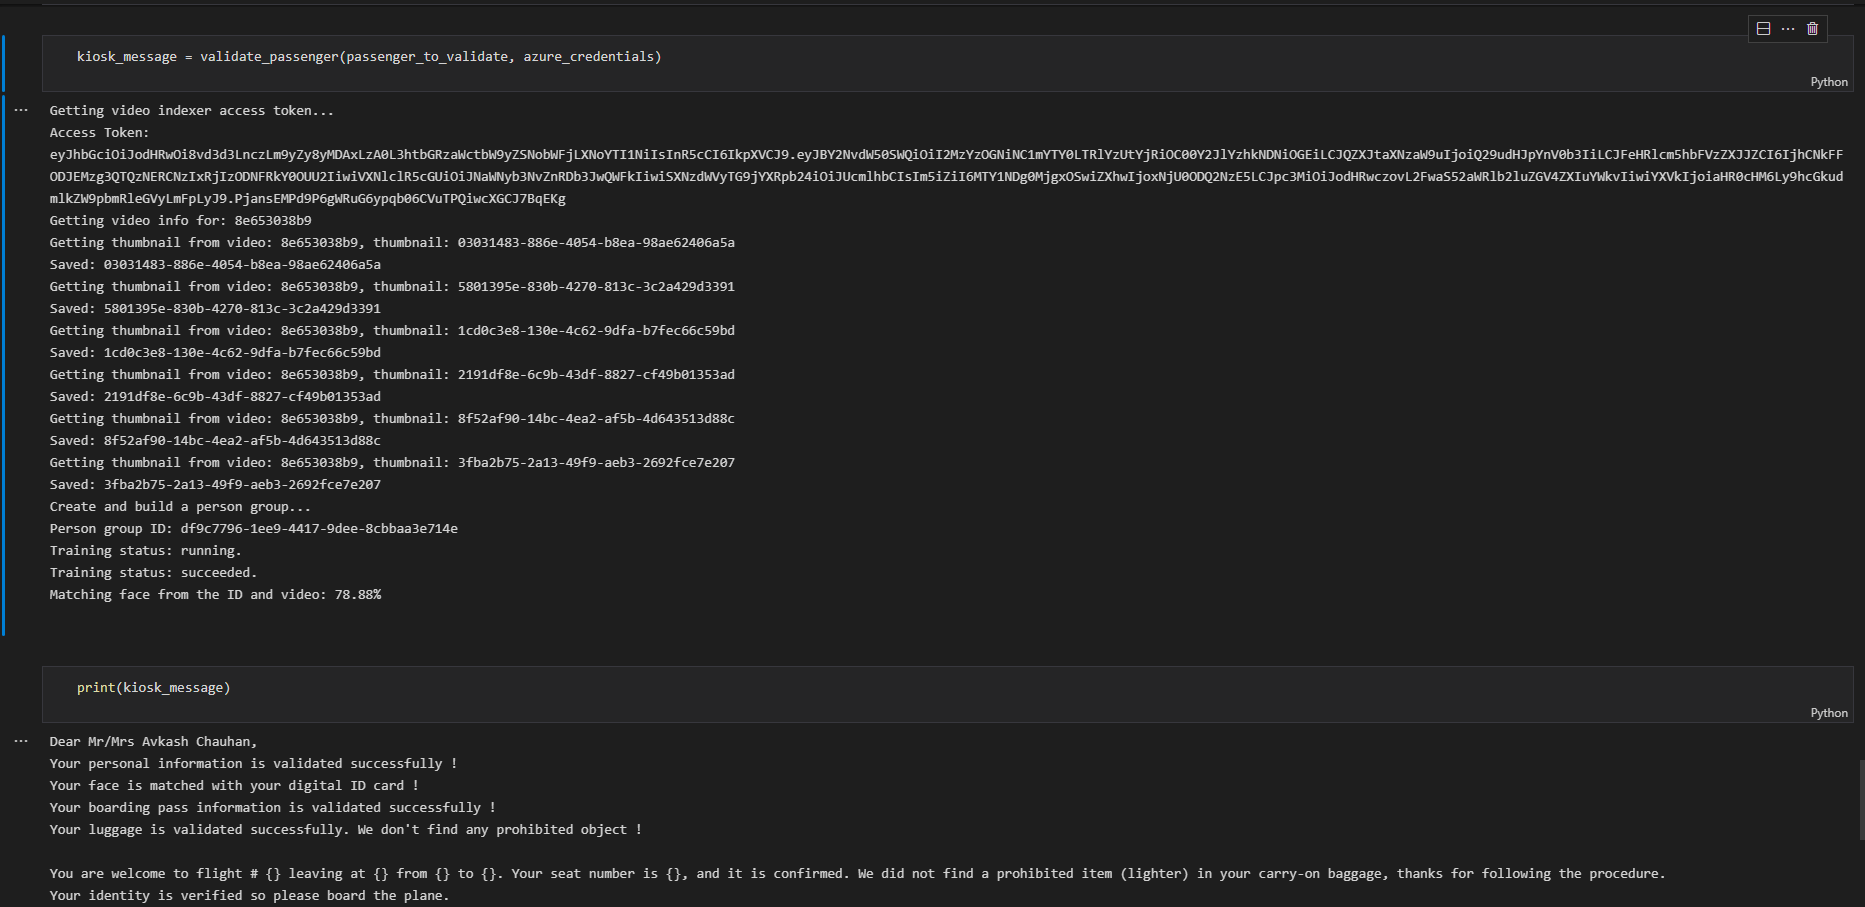 kiosk_message = validate_passenger(passenger_to_validate, azure_credentials)
Python
Getting video indexer access token...
Access Token:
Getting video info for: 8e653038b9
Getting thumbnail from video: 8e653038b9, thumbnail: 03031483-886e-4054-b8ea-98ae62406a5a
Saved: 03031483-886e-4054-b8ea-98ae62406a5a
Getting thumbnail from video: 8e653038b9, thumbnail: 5801395e-830b-4270-813c-3c2a429d3391
Saved: 5801395e-830b-4270-813c-3c2a429d3391
Getting thumbnail from video: 8e653038b9, thumbnail: 1cd0c3e8-130e-4c62-9dfa-b7fec66c59bd
Saved: 1cd0c3e8-130e-4c62-9dfa-b7fec66c59bd
Getting thumbnail from video: 8e653038b9, thumbnail: 2191df8e-6c9b-43df-8827-cf49b01353ad
Saved: 2191df8e-6c9b-43df-8827-cf49b01353ad
Getting thumbnail from video: 8e653038b9, thumbnail: 8f52af90-14bc-4ea2-af5b-4d643513d88c
Saved: 8f52af90-14bc-4ea2-af5b-4d643513d88c
Getting thumbnail from video: 8e653038b9, thumbnail: 3fba2b75-2a13-49f9-aeb3-2692fce7e207
Saved: 3fba2b75-2a13-49f9-aeb3-2692fce7e207
Create and build a person group...
Person group ID: df9c7796-1ee9-4417-9dee-8cbbaa3e714e
Training status: running.
Training status: succeeded.
Matching face from the ID and video: 78.88%
print(kiosk_message)
Python
Dear Mr/Mrs Avkash Chauhan,
Your personal information is validated successfully !
Your face is matched with your digital ID card !
Your boarding pass information is validated successfully !
Your luggage is validated successfully. We don't find any prohibited object !
You are welcome to flight # {} leaving at {} from {} to {}. Your seat number is {}, and it is confirmed. We did not find a prohibited item (lighter) in your carry-on baggage, thanks for following the procedure.
Your identity is verified so please board the plane.